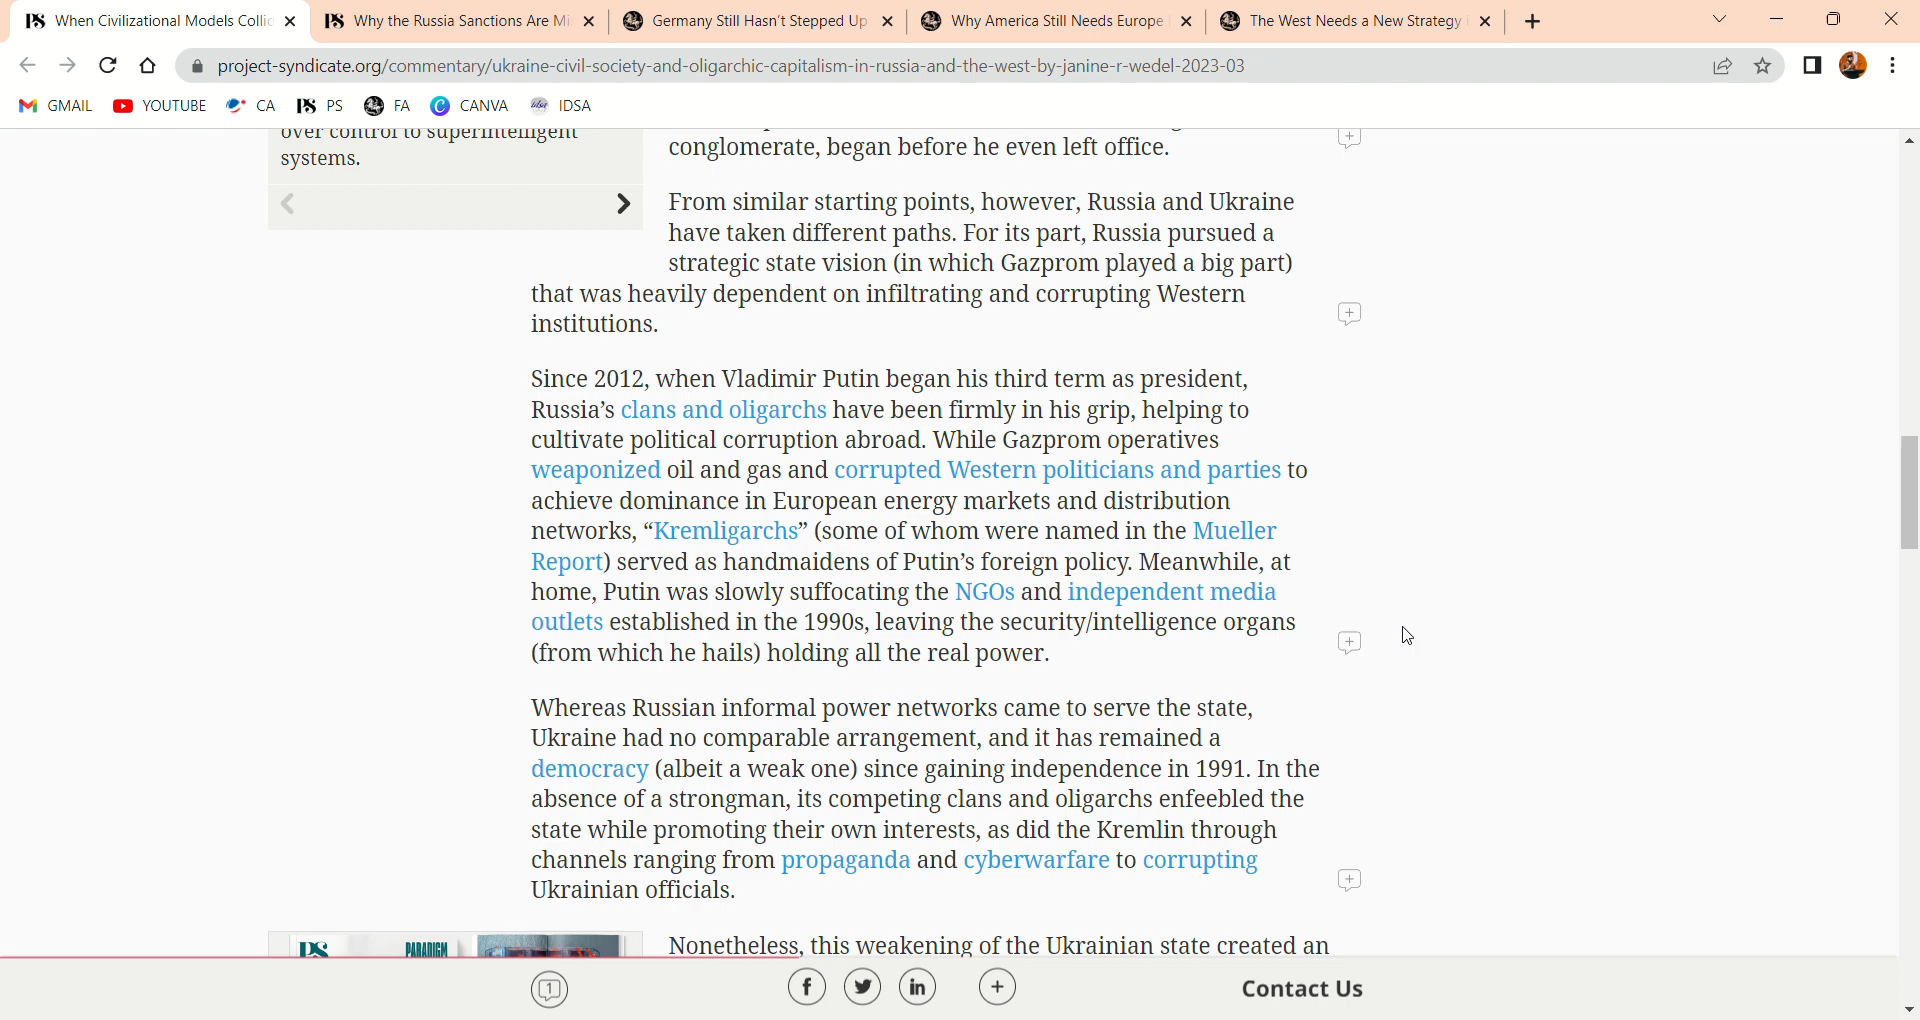 When Civilizational Models Collic
Why the Russia Sanctions Are Mi
Germany Still Hasn't Stepped Up
Why America Still Needs Europe
The West Needs a New Strategy i
project-syndicate.org/commentary/ukraine-civil-society-and-oligarchic-capitalism-in-russia-and-the-west-by-janine-r-wedel-2023-03
GMAIL YOUTUBE CA PS FA CANVA IDSA
over control to superintelligent
systems.
conglomerate, began before he even left office.
From similar starting points, however, Russia and Ukraine
have taken different paths. For its part, Russia pursued a
strategic state vision (in which Gazprom played a big part)
that was heavily dependent on infiltrating and corrupting Western
institutions.
Since 2012, when Vladimir Putin began his third term as president,
Russia's clans and oligarchs have been firmly in his grip, helping to
cultivate political corruption abroad. While Gazprom operatives
weaponized oil and gas and corrupted Western politicians and parties to
achieve dominance in European energy markets and distribution
networks, “Kremligarchs” (some of whom were named in the Mueller
Report) served as handmaidens of Putin’s foreign policy. Meanwhile, at
home, Putin was slowly suffocating the NGOs and independent media
outlets established in the 1990s, leaving the security/intelligence organs
(from which he hails) holding all the real power.
Whereas Russian informal power networks came to serve the state,
Ukraine had no comparable arrangement, and it has remained a
democracy (albeit a weak one) since gaining independence in 1991. In the
absence of a strongman, its competing clans and oligarchs enfeebled the
state while promoting their own interests, as did the Kremlin through
channels ranging from propaganda and cyberwarfare to corrupting
Ukrainian officials.
PS PARADIGM
Nonetheless, this weakening of the Ukrainian state created an
1
Contact Us